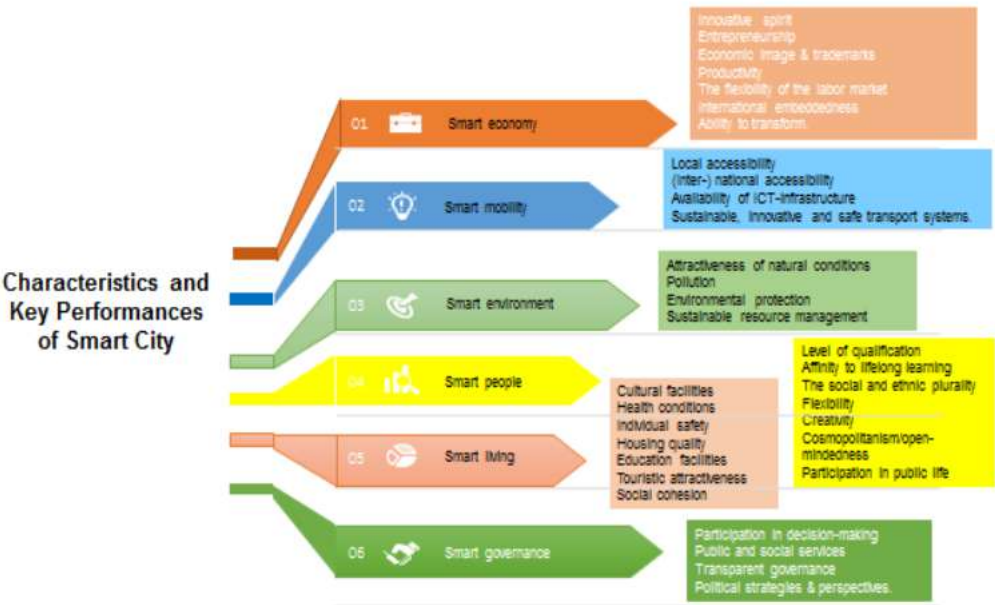 Characteristics and
Key Performances
of Smart City
01 Smart economy
Innovative spirit
Entrepreneurship
Economic image & trademarks
Productivity
The flexibility of the labor market
International embeddedness
Ability to transform.
02 Smart mobility
Local accessibility
(Inter-) national accessibility
Availability of ICT-infrastructure
Sustainable, innovative and safe transport systems.
03 Smart environment
Attractiveness of natural conditions
Pollution
Environmental protection
Sustainable resource management
04 Smart people
Level of qualification
Affinity to lifelong learning
The social and ethnic plurality
Flexibility
Creativity
Cosmopolitanism/open-
mindedness
Participation in public life
05 Smart living
Cultural facilities
Health conditions
Individual safety
Housing quality
Education facilities
Touristic attractiveness
Social cohesion
06 Smart governance
Participation in decision-making
Public and social services
Transparent governance
Political strategies & perspectives.